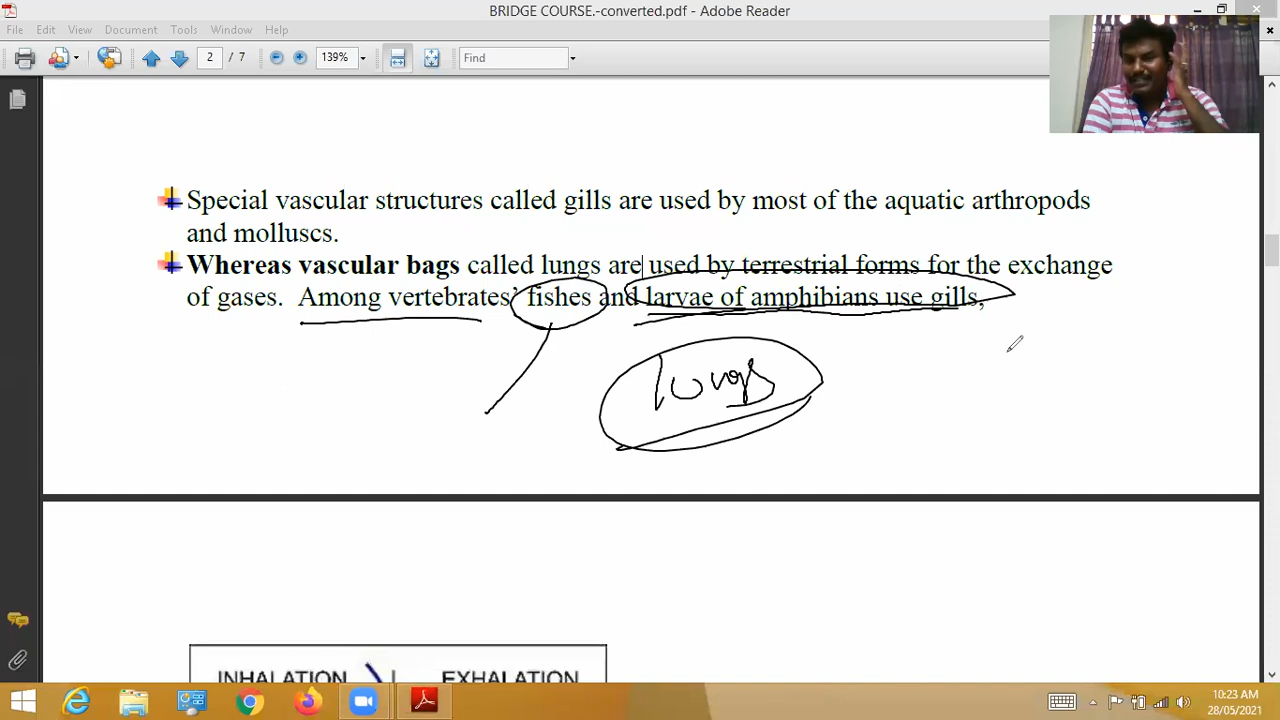 BRIDGE COURSE.-converted.pdf - Adobe Reader
File Edit View Document Tools Window Help
2 / 7 139% Find
Special vascular structures called gills are used by most of the aquatic arthropods
and molluscs.
Whereas vascular bags called lungs are used by terrestrial forms for the exchange
of gases. Among vertebrates’ fishes and larvae of amphibians use gills,
lungs
INHALATION EXHALATION
10:23 AM
28/05/2021